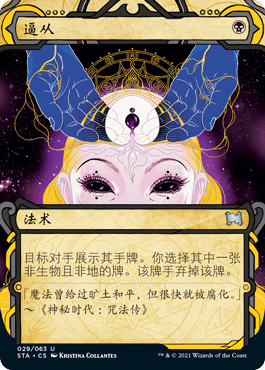 逼从
法术
目标对手展示其手牌。你选择其中一张
非生物且非地的牌。该牌手弃掉该牌。
「魔法曾给过旷土和平，但很快就被腐化。」
～《神秘时代：咒法传》
029/063 U
STA • CS Kristina Collantes
™ & © 2021 Wizards of the Coast